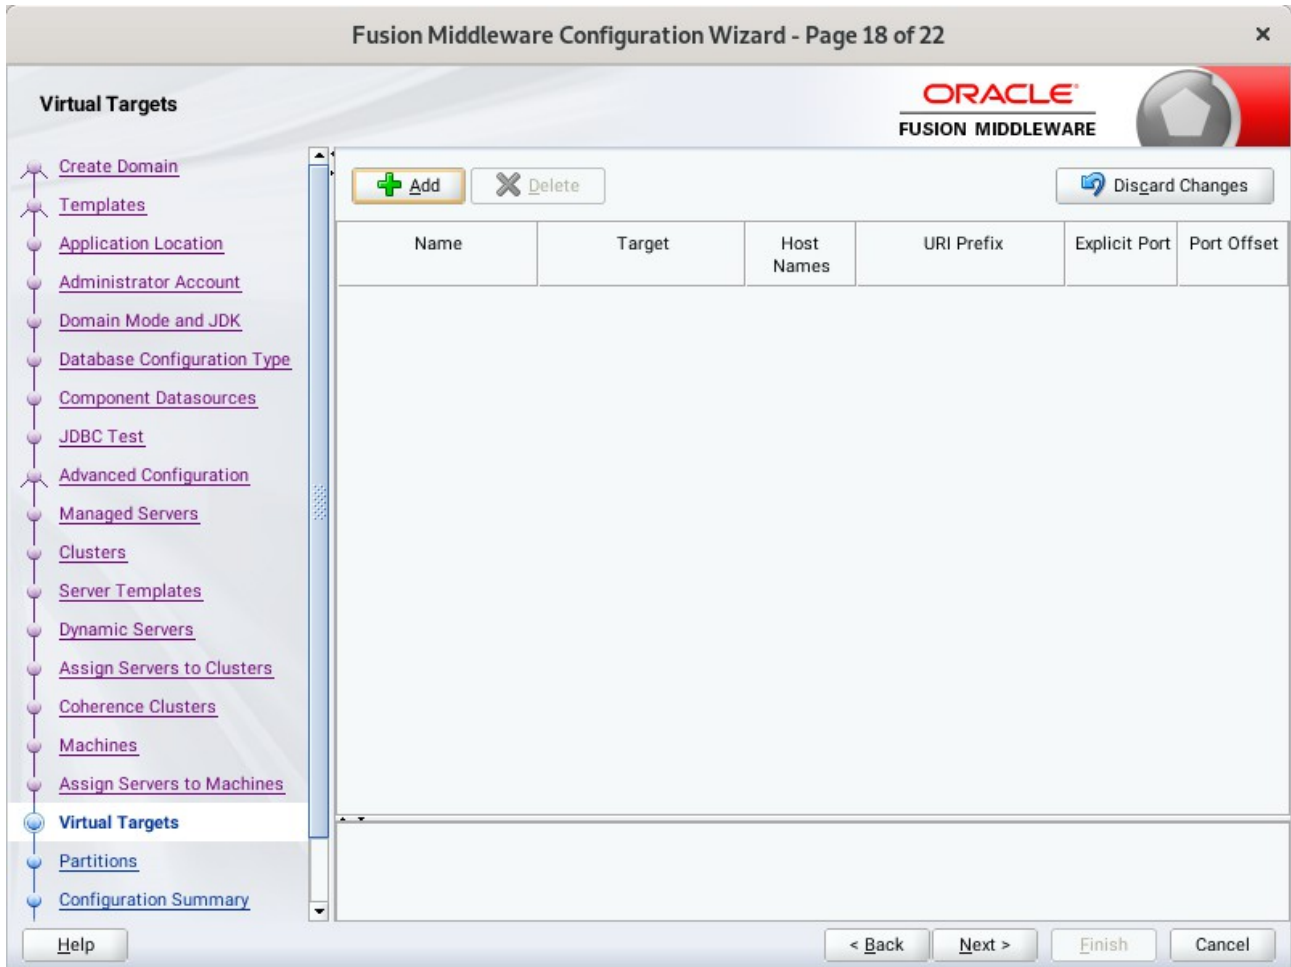 Fusion Middleware Configuration Wizard - Page 18 of 22
×
Virtual Targets
ORACLE
FUSION MIDDLEWARE
Create Domain
Templates
Application Location
Administrator Account
Domain Mode and JDK
Database Configuration Type
Component Datasources
JDBC Test
Advanced Configuration
Managed Servers
Clusters
Server Templates
Dynamic Servers
Assign Servers to Clusters
Coherence Clusters
Machines
Assign Servers to Machines
Virtual Targets
Partitions
Configuration Summary
Add
Delete
Discard Changes
Name
Target
Host
Names
URI Prefix
Explicit Port
Port Offset
Help
< Back
Next >
Finish
Cancel